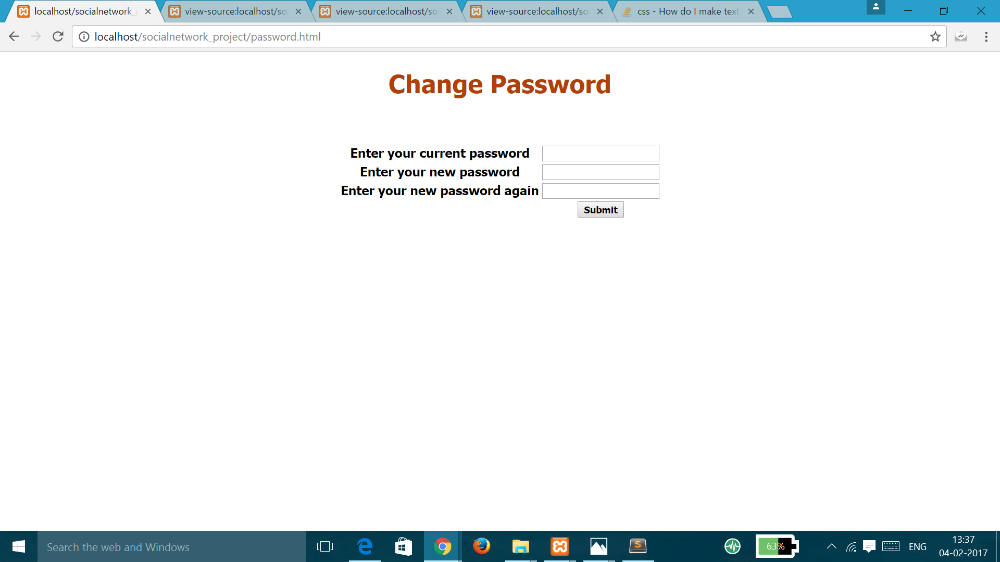 localhost/socialnetwork_
view-source:localhost/so
view-source:localhost/so
view-source:localhost/so
css - How do I make text
localhost/socialnetwork_project/password.html
Change Password
Enter your current password
Enter your new password
Enter your new password again
Submit
Search the web and Windows
63%
ENG
13:37
04-02-2017